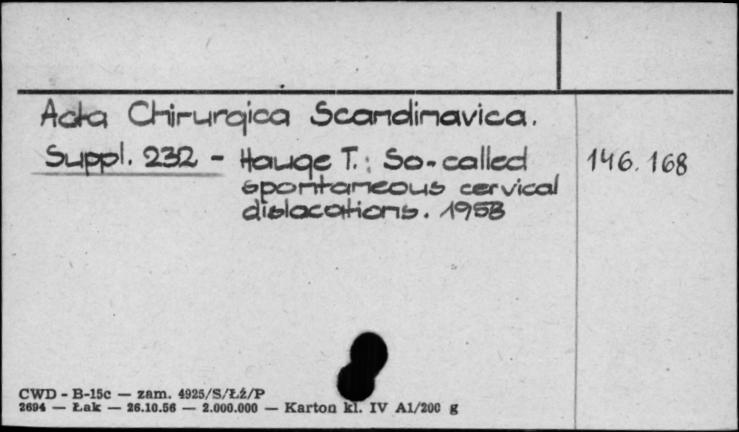 Acta Chirurgica Scandinavica.
Suppl. 232 - Hauge T.: So-called 146.168
spontaneous cervical
dislocations. 1958
CWD - B-15c — zam. 4925/S/Łż/P
2694 — Łak — 26.10.56 — 2.000.000 — Karton kl. IV A1/200 g